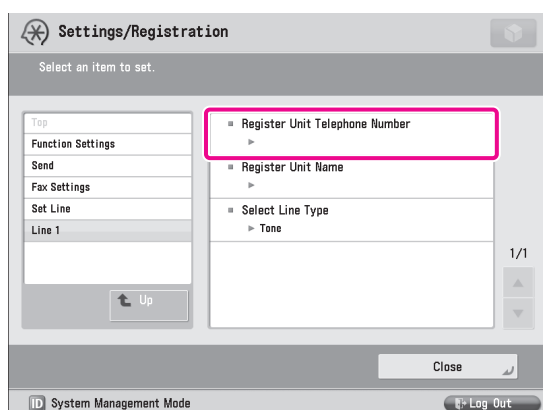 Settings/Registration
Select an item to set.
Top
Function Settings
Send
Fax Settings
Set Line
Line 1
Up
Register Unit Telephone Number
Register Unit Name
Select Line Type
Tone
1/1
Close
ID System Management Mode
Log Out